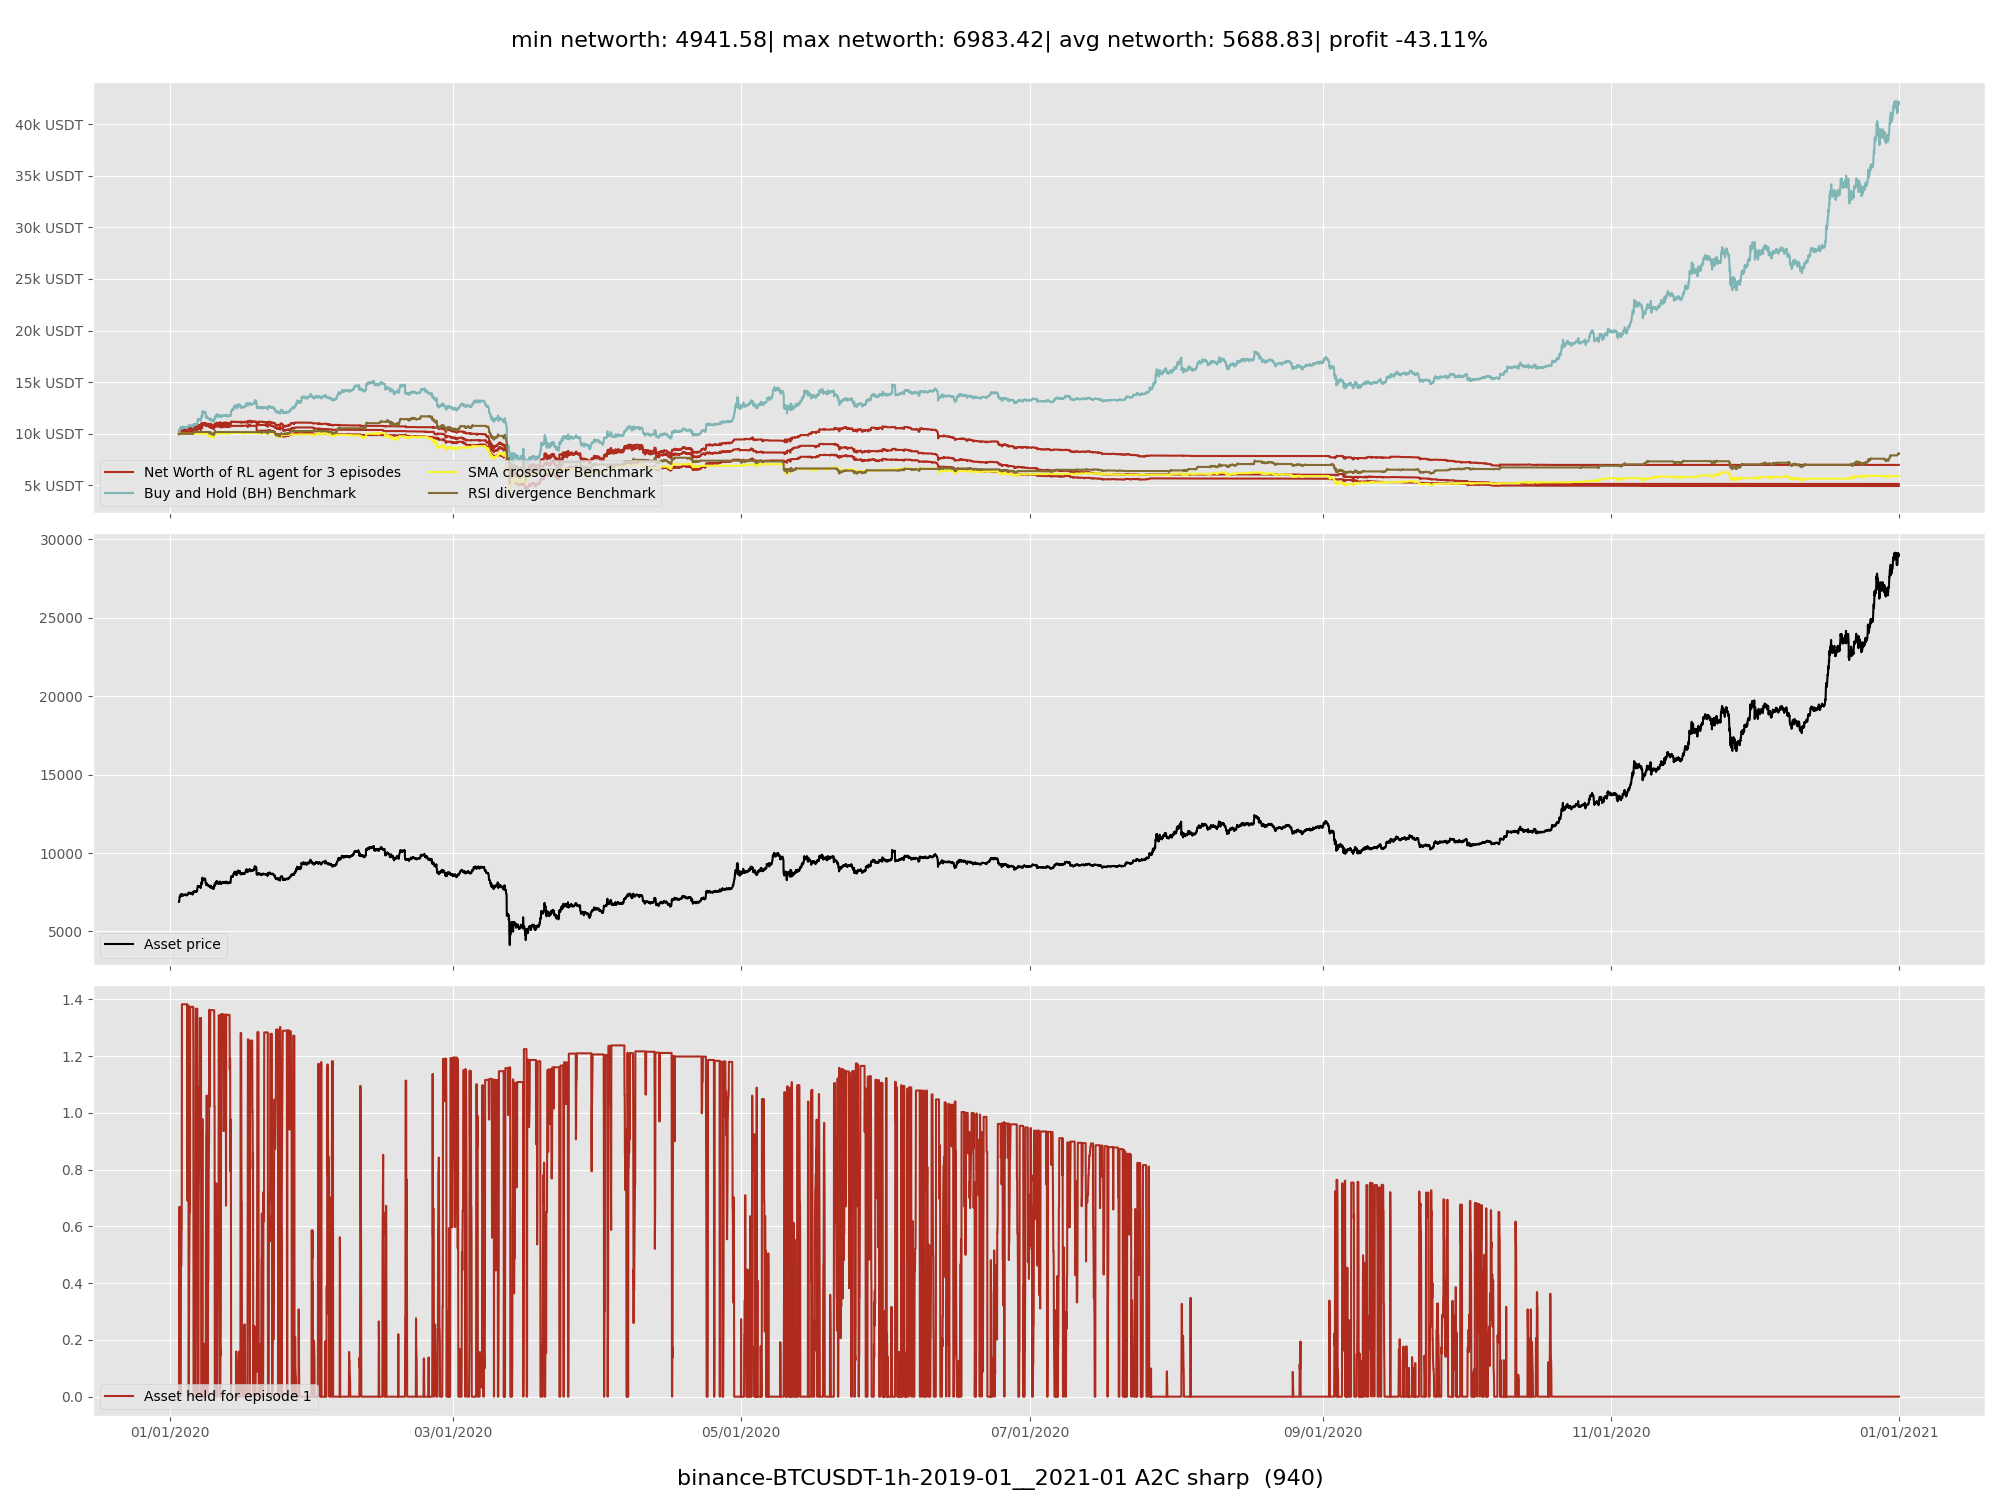 min networth: 4941.58| max networth: 6983.42| avg networth: 5688.83| profit -43.11%
40k USDT
35k USDT
30k USDT
25k USDT
20k USDT
15k USDT
10k USDT
5k USDT
Net Worth of RL agent for 3 episodes
Buy and Hold (BH) Benchmark
SMA crossover Benchmark
RSI divergence Benchmark
30000
25000
20000
15000
10000
5000
Asset price
1.4
1.2
1.0
0.8
0.6
0.4
0.2
0.0
Asset held for episode 1
01/01/2020 03/01/2020 05/01/2020 07/01/2020 09/01/2020 11/01/2020 01/01/2021
binance-BTCUSDT-1h-2019-01__2021-01 A2C sharp (940)